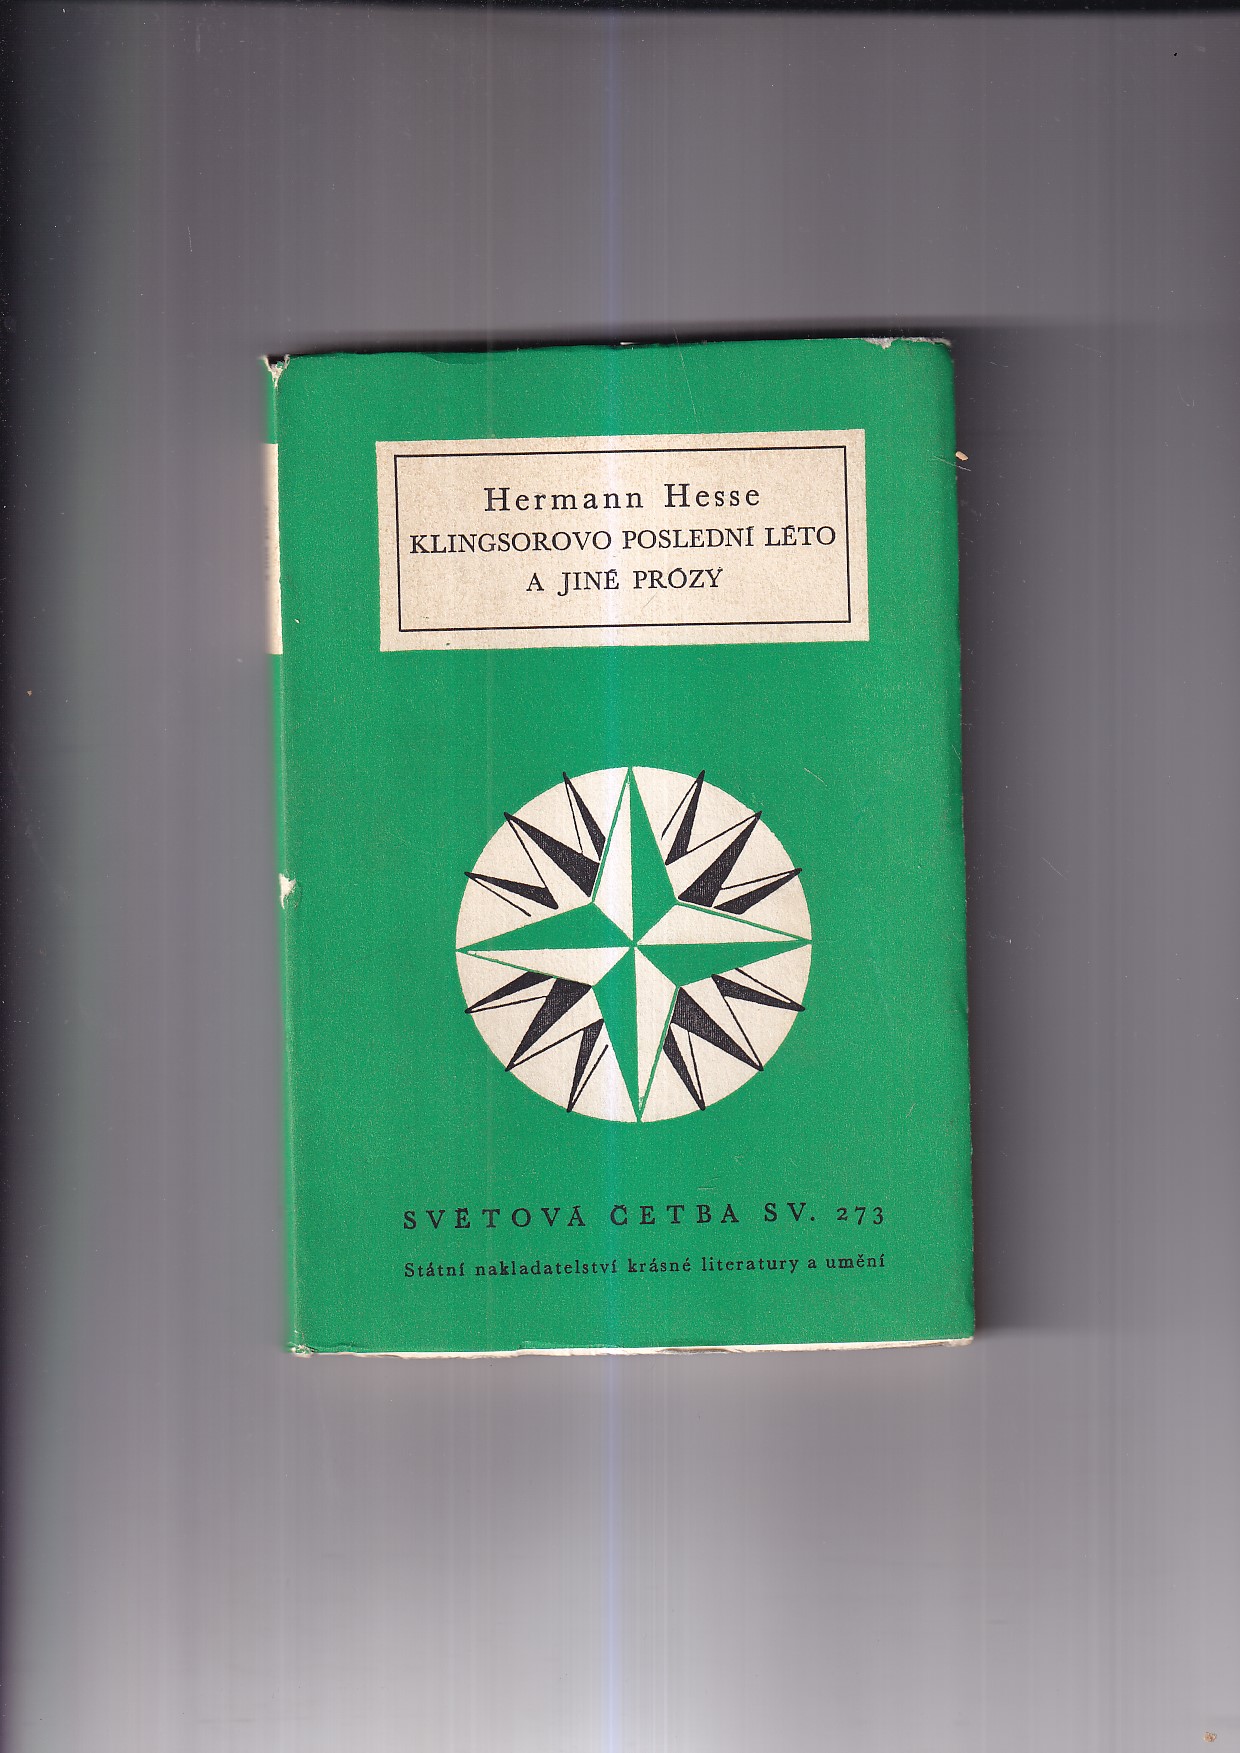 Hermann Hesse
KLINGSOROVO POSLEDNÍ LÉTO
A JINÉ PRÓZY
SVĚTOVÁ ČETBA SV. 273
Státní nakladatelství krásné literatury a umění